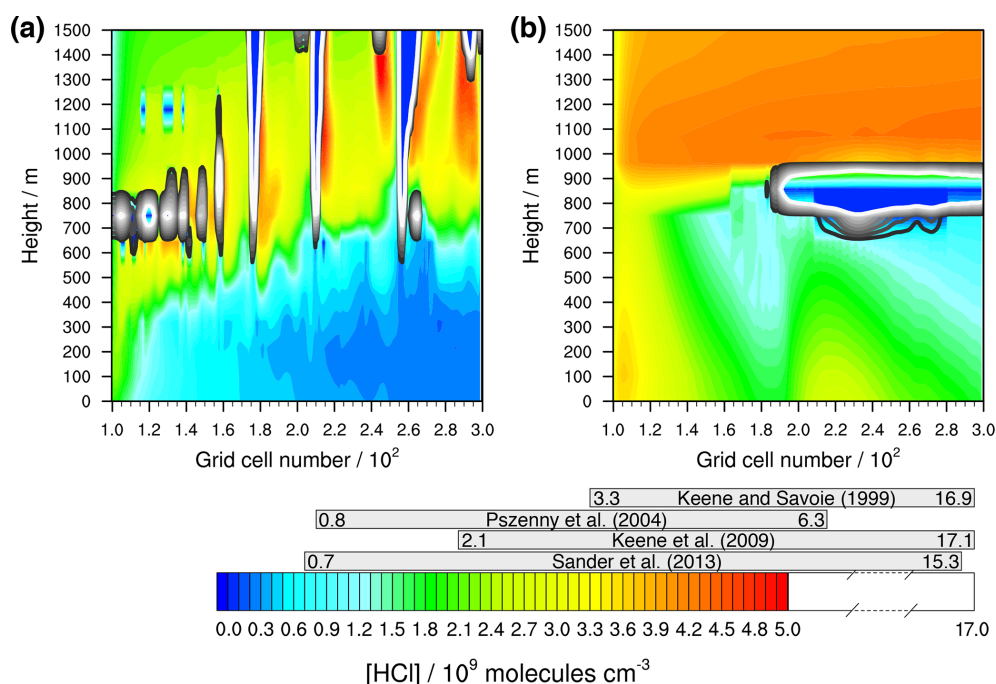 (a)
(b)
1500
1400
1300
1200
1100
1000
900
800
700
600
500
400
300
200
100
0
Height / m
1.0 1.2 1.4 1.6 1.8 2.0 2.2 2.4 2.6 2.8 3.0
Grid cell number / 10²
1500
1400
1300
1200
1100
1000
900
800
700
600
500
400
300
200
100
0
Height / m
1.0 1.2 1.4 1.6 1.8 2.0 2.2 2.4 2.6 2.8 3.0
Grid cell number / 10²
3.3 Keene and Savoie (1999) 16.9
0.8 Pszenny et al. (2004) 6.3
2.1 Keene et al. (2009) 17.1
0.7 Sander et al. (2013) 15.3
0.0 0.3 0.6 0.9 1.2 1.5 1.8 2.1 2.4 2.7 3.0 3.3 3.6 3.9 4.2 4.5 4.8 5.0 17.0
[HCl] / 10⁹ molecules cm⁻³